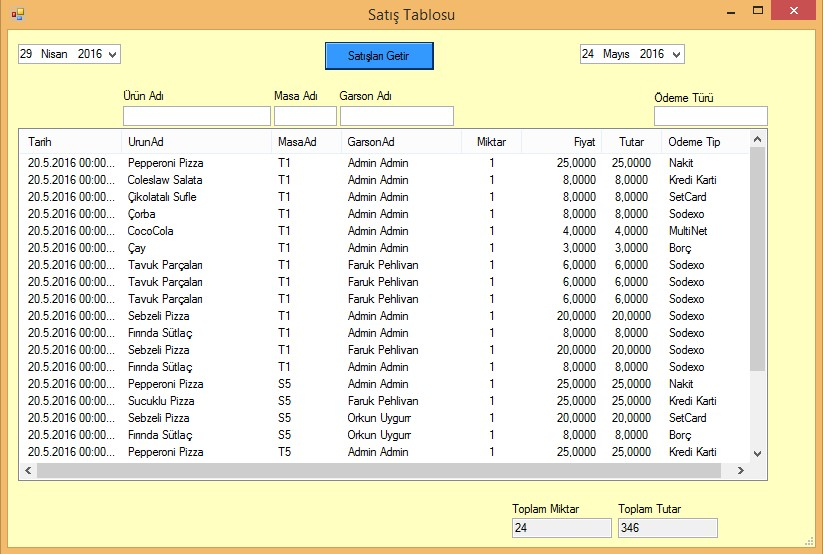 Satış Tablosu
29 Nisan 2016
Satışları Getir
24 Mayıs 2016
Ürün Adı Masa Adı Garson Adı Ödeme Türü
Tarih UrunAd MasaAd GarsonAd Miktar Fiyat Tutar Odeme Tip
20.5.2016 00:00... Pepperoni Pizza T1 Admin Admin 1 25,0000 25,0000 Nakit
20.5.2016 00:00... Coleslaw Salata T1 Admin Admin 1 8,0000 8,0000 Kredi Karti
20.5.2016 00:00... Çikolatalı Sufle T1 Admin Admin 1 8,0000 8,0000 SetCard
20.5.2016 00:00... Çorba T1 Admin Admin 1 8,0000 8,0000 Sodexo
20.5.2016 00:00... CocoCola T1 Admin Admin 1 4,0000 4,0000 MultiNet
20.5.2016 00:00... Çay T1 Admin Admin 1 3,0000 3,0000 Borç
20.5.2016 00:00... Tavuk Parçaları T1 Faruk Pehlivan 1 6,0000 6,0000 Sodexo
20.5.2016 00:00... Tavuk Parçaları T1 Faruk Pehlivan 1 6,0000 6,0000 Sodexo
20.5.2016 00:00... Tavuk Parçaları T1 Faruk Pehlivan 1 6,0000 6,0000 Sodexo
20.5.2016 00:00... Sebzeli Pizza T1 Admin Admin 1 20,0000 20,0000 Sodexo
20.5.2016 00:00... Fırında Sütlaç T1 Admin Admin 1 8,0000 8,0000 Sodexo
20.5.2016 00:00... Sebzeli Pizza T1 Faruk Pehlivan 1 20,0000 20,0000 Sodexo
20.5.2016 00:00... Fırında Sütlaç T1 Admin Admin 1 8,0000 8,0000 Sodexo
20.5.2016 00:00... Pepperoni Pizza S5 Admin Admin 1 25,0000 25,0000 Nakit
20.5.2016 00:00... Sucuklu Pizza S5 Faruk Pehlivan 1 25,0000 25,0000 Kredi Karti
20.5.2016 00:00... Sebzeli Pizza S5 Orkun Uygurr 1 20,0000 20,0000 SetCard
20.5.2016 00:00... Fırında Sütlaç S5 Orkun Uygurr 1 8,0000 8,0000 Borç
20.5.2016 00:00... Pepperoni Pizza T5 Admin Admin 1 25,0000 25,0000 Kredi Karti
Toplam Miktar Toplam Tutar
24 346